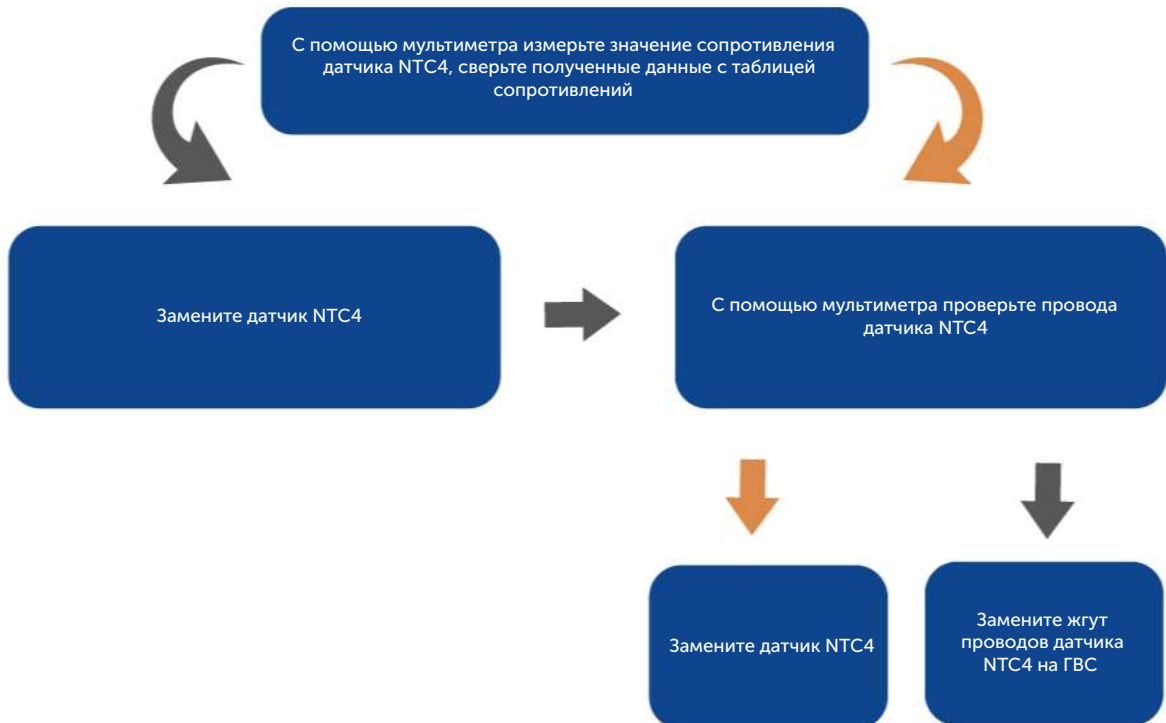 С помощью мультиметра измерьте значение сопротивления
датчика NTC4, сверьте полученные данные с таблицей
сопротивлений
Замените датчик NTC4
С помощью мультиметра проверьте провода
датчика NTC4
Замените датчик NTC4
Замените жгут
проводов датчика
NTC4 на ГВС